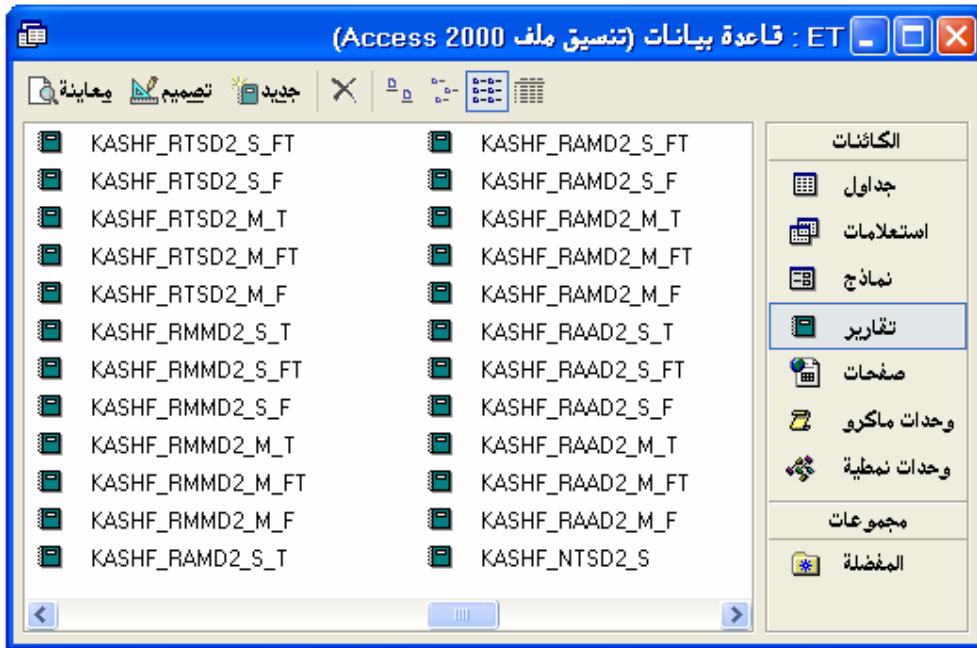 ET : قاعدة بيانات (تنسيق ملف Access 2000)
معاينة تصميم جديد
الكائنات
جداول
استعلامات
نماذج
تقارير
صفحات
وحدات ماكرو
وحدات نمطية
مجموعات
المفضلة
KASHF_RAMD2_S_FT
KASHF_RAMD2_S_F
KASHF_RAMD2_M_T
KASHF_RAMD2_M_FT
KASHF_RAMD2_M_F
KASHF_RAAD2_S_T
KASHF_RAAD2_S_FT
KASHF_RAAD2_S_F
KASHF_RAAD2_M_T
KASHF_RAAD2_M_FT
KASHF_RAAD2_M_F
KASHF_NTSD2_S
KASHF_RTSD2_S_FT
KASHF_RTSD2_S_F
KASHF_RTSD2_M_T
KASHF_RTSD2_M_FT
KASHF_RTSD2_M_F
KASHF_RMMD2_S_T
KASHF_RMMD2_S_FT
KASHF_RMMD2_S_F
KASHF_RMMD2_M_T
KASHF_RMMD2_M_FT
KASHF_RMMD2_M_F
KASHF_RAMD2_S_T